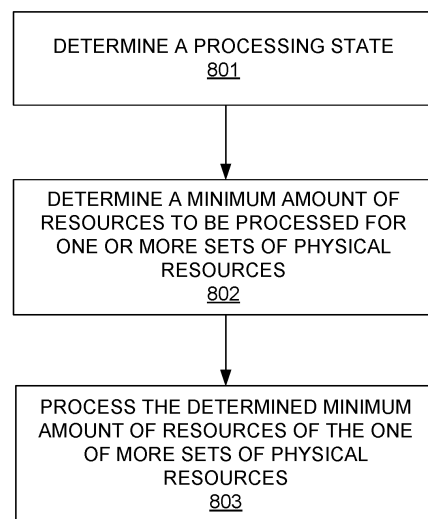 DETERMINE A PROCESSING STATE
801
DETERMINE A MINIMUM AMOUNT OF
RESOURCES TO BE PROCESSED FOR
ONE OR MORE SETS OF PHYSICAL
RESOURCES
802
PROCESS THE DETERMINED MINIMUM
AMOUNT OF RESOURCES OF THE ONE
OF MORE SETS OF PHYSICAL
RESOURCES
803